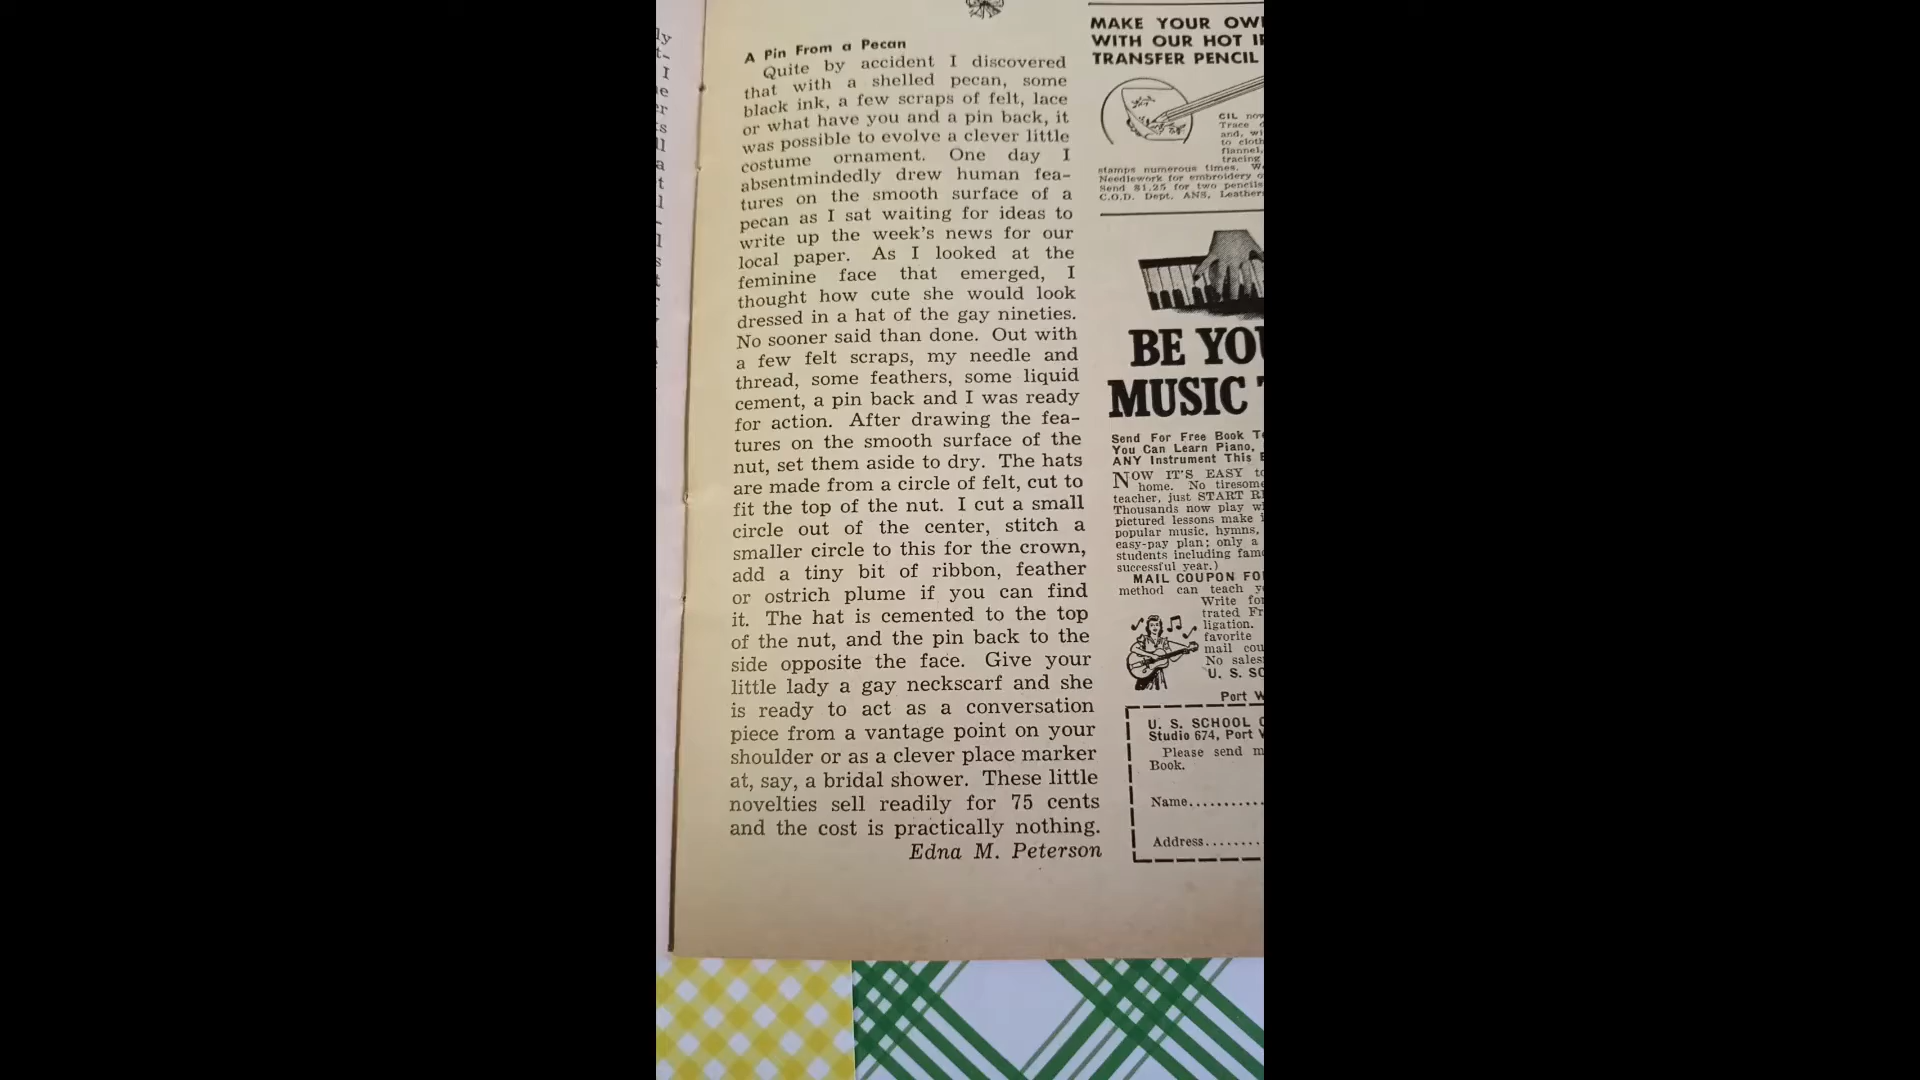 A Pin From a Pecan
Quite by accident I discovered
that with a shelled pecan, some
black ink, a few scraps of felt, lace
or what have you and a pin back, it
was possible to evolve a clever little
costume ornament. One day I
absentmindedly drew human fea-
tures on the smooth surface of a
pecan as I sat waiting for ideas to
write up the week's news for our
local paper. As I looked at the
feminine face that emerged, I
thought how cute she would look
dressed in a hat of the gay nineties.
No sooner said than done. Out with
a few felt scraps, my needle and
thread, some feathers, some liquid
cement, a pin back and I was ready
for action. After drawing the fea-
tures on the smooth surface of the
nut, set them aside to dry. The hats
are made from a circle of felt, cut to
fit the top of the nut. I cut a small
circle out of the center, stitch a
smaller circle to this for the crown,
add a tiny bit of ribbon, feather
or ostrich plume if you can find
it. The hat is cemented to the top
of the nut, and the pin back to the
side opposite the face. Give your
little lady a gay neckscarf and she
is ready to act as a conversation
piece from a vantage point on your
shoulder or as a clever place marker
at, say, a bridal shower. These little
novelties sell readily for 75 cents
and the cost is practically nothing.
Edna M. Peterson
MAKE YOUR OW
WITH OUR HOT
TRANSFER PENCIL
CIL now
Trace
and, wi
to cloth
flannel,
tracing
stamps numerous times. W
Needlework for embroidery o
Send $1.25 for two pencils
C.O.D. Dept. ANS, Leather
BE YOU
MUSIC
Send For Free Book
You Can Learn Piano,
ANY Instrument This
NOW IT'S EASY to
home. No tiresome
teacher, just START
Thousands now play
pictured lessons make
popular music, hymns,
easy-pay plan; only a
students including fam
successful year.)
MAIL COUPON FO
method can teach y
Write for
trated Fr
ligation.
favorite
mail cou
No sales
U. S. SC
Port W
U. S. SCHOOL
Studio 674, Port
Please send m
Book.
Name..........
Address........